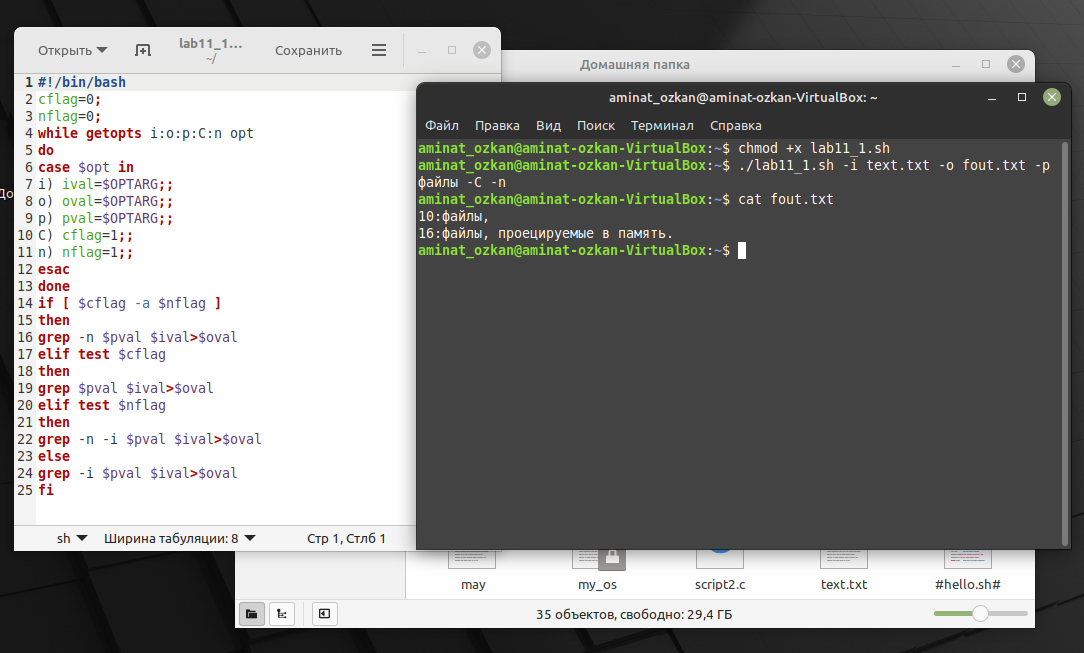 Открыть
lab11_1...
~/
Сохранить
1 #!/bin/bash
2 cflag=0;
3 nflag=0;
4 while getopts i:o:p:C:n opt
5 do
6 case $opt in
7 i) ival=$OPTARG;;
8 o) oval=$OPTARG;;
9 p) pval=$OPTARG;;
10 C) cflag=1;;
11 n) nflag=1;;
12 esac
13 done
14 if [ $cflag -a $nflag ]
15 then
16 grep -n $pval $ival>$oval
17 elif test $cflag
18 then
19 grep $pval $ival>$oval
20 elif test $nflag
21 then
22 grep -n -i $pval $ival>$oval
23 else
24 grep -i $pval $ival>$oval
25 fi
sh
Ширина табуляции: 8
Стр 1, Стлб 1
Домашняя папка
aminat_ozkan@aminat-ozkan-VirtualBox: ~
Файл Правка Вид Поиск Терминал Справка
aminat_ozkan@aminat-ozkan-VirtualBox:~$ chmod +x lab11_1.sh
aminat_ozkan@aminat-ozkan-VirtualBox:~$ ./lab11_1.sh -i text.txt -o fout.txt -p
файлы -C -n
aminat_ozkan@aminat-ozkan-VirtualBox:~$ cat fout.txt
10:файлы,
16:файлы, проецируемые в память.
aminat_ozkan@aminat-ozkan-VirtualBox:~$
may
my_os
script2.c
text.txt
#hello.sh#
35 объектов, свободно: 29,4 ГБ